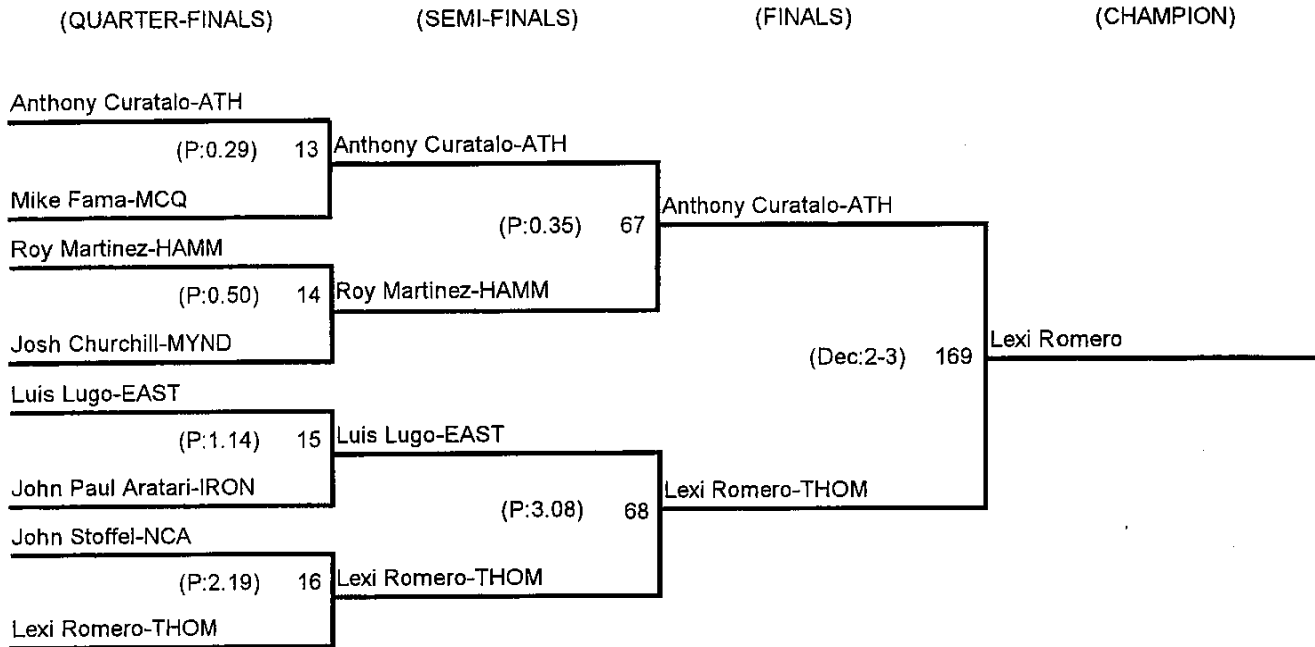 (QUARTER-FINALS) (SEMI-FINALS) (FINALS) (CHAMPION)
Anthony Curatalo-ATH
(P:0.29) 13 Anthony Curatalo-ATH
Mike Fama-MCQ
(P:0.35) 67 Anthony Curatalo-ATH
Roy Martinez-HAMM
(P:0.50) 14 Roy Martinez-HAMM
Josh Churchill-MYND
(Dec:2-3) 169 Lexi Romero
Luis Lugo-EAST
(P:1.14) 15 Luis Lugo-EAST
John Paul Aratari-IRON
(P:3.08) 68 Lexi Romero-THOM
John Stoffel-NCA
(P:2.19) 16 Lexi Romero-THOM
Lexi Romero-THOM